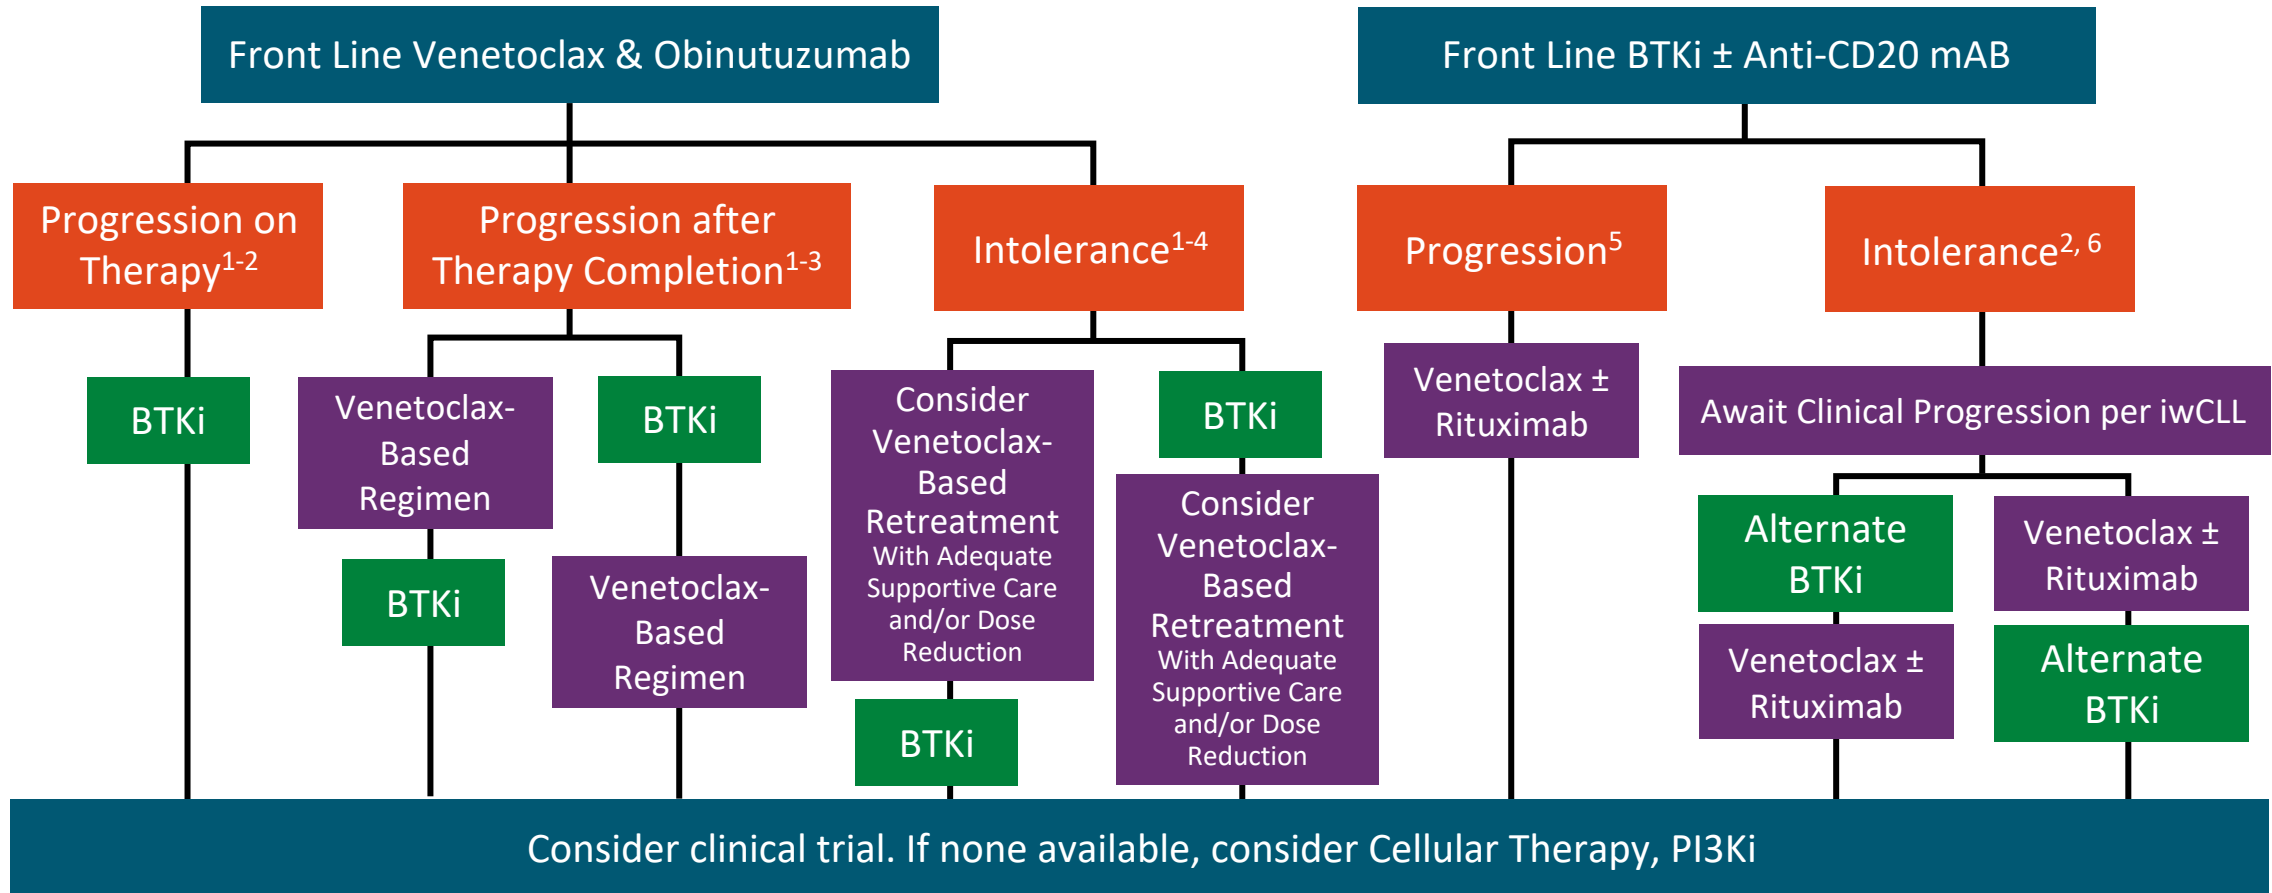 Front Line Venetoclax & Obinutuzumab
Front Line BTKi ± Anti-CD20 mAB
Progression on
Therapy1-2
Progression after
Therapy Completion1-3
Intolerance1-4
Progression5
Intolerance2, 6
BTKi
Venetoclax-
Based
Regimen
BTKi
BTKi
Venetoclax-
Based
Regimen
Consider
Venetoclax-
Based
Retreatment
With Adequate
Supportive Care
and/or Dose
Reduction
BTKi
BTKi
Consider
Venetoclax-
Based
Retreatment
With Adequate
Supportive Care
and/or Dose
Reduction
Venetoclax ±
Rituximab
Await Clinical Progression per iwCLL
Alternate
BTKi
Venetoclax ±
Rituximab
Venetoclax ±
Rituximab
Alternate
BTKi
Consider clinical trial. If none available, consider Cellular Therapy, PI3Ki